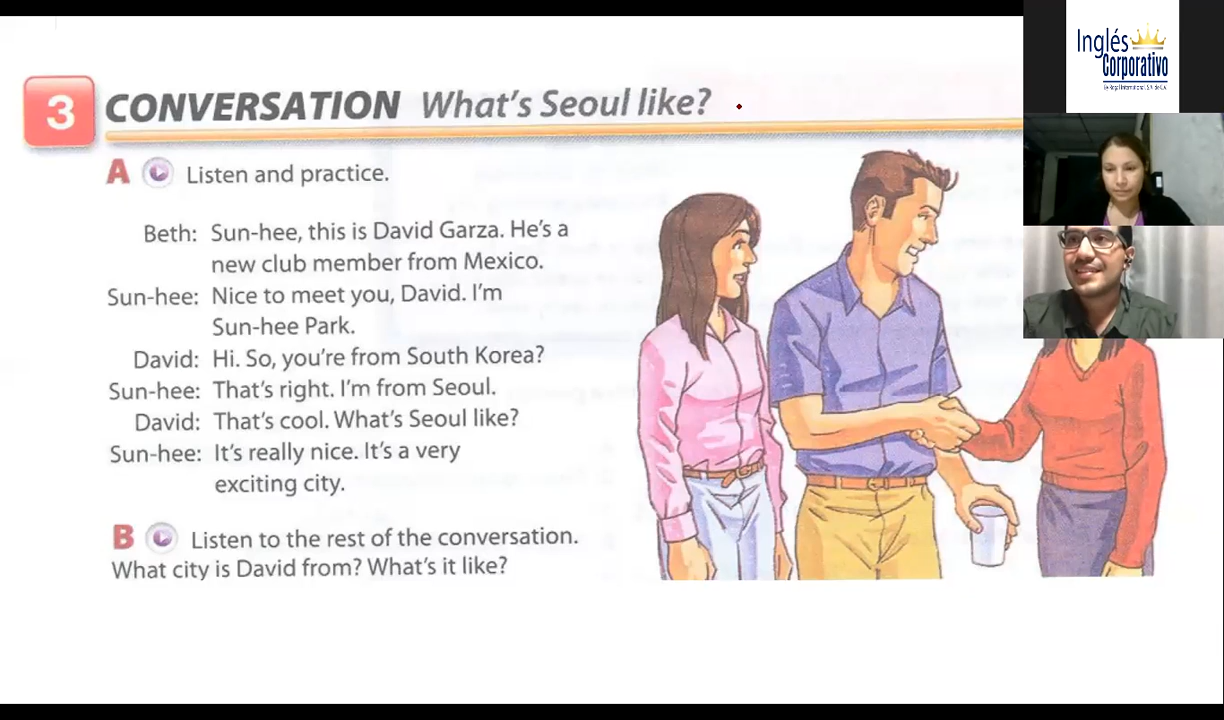 3 CONVERSATION What's Seoul like?
A Listen and practice.
Beth: Sun-hee, this is David Garza. He's a
new club member from Mexico.
Sun-hee: Nice to meet you, David. I'm
Sun-hee Park.
David: Hi. So, you're from South Korea?
Sun-hee: That's right. I'm from Seoul.
David: That's cool. What's Seoul like?
Sun-hee: It's really nice. It's a very
exciting city.
B Listen to the rest of the conversation.
What city is David from? What's it like?
Inglés
Corporativo